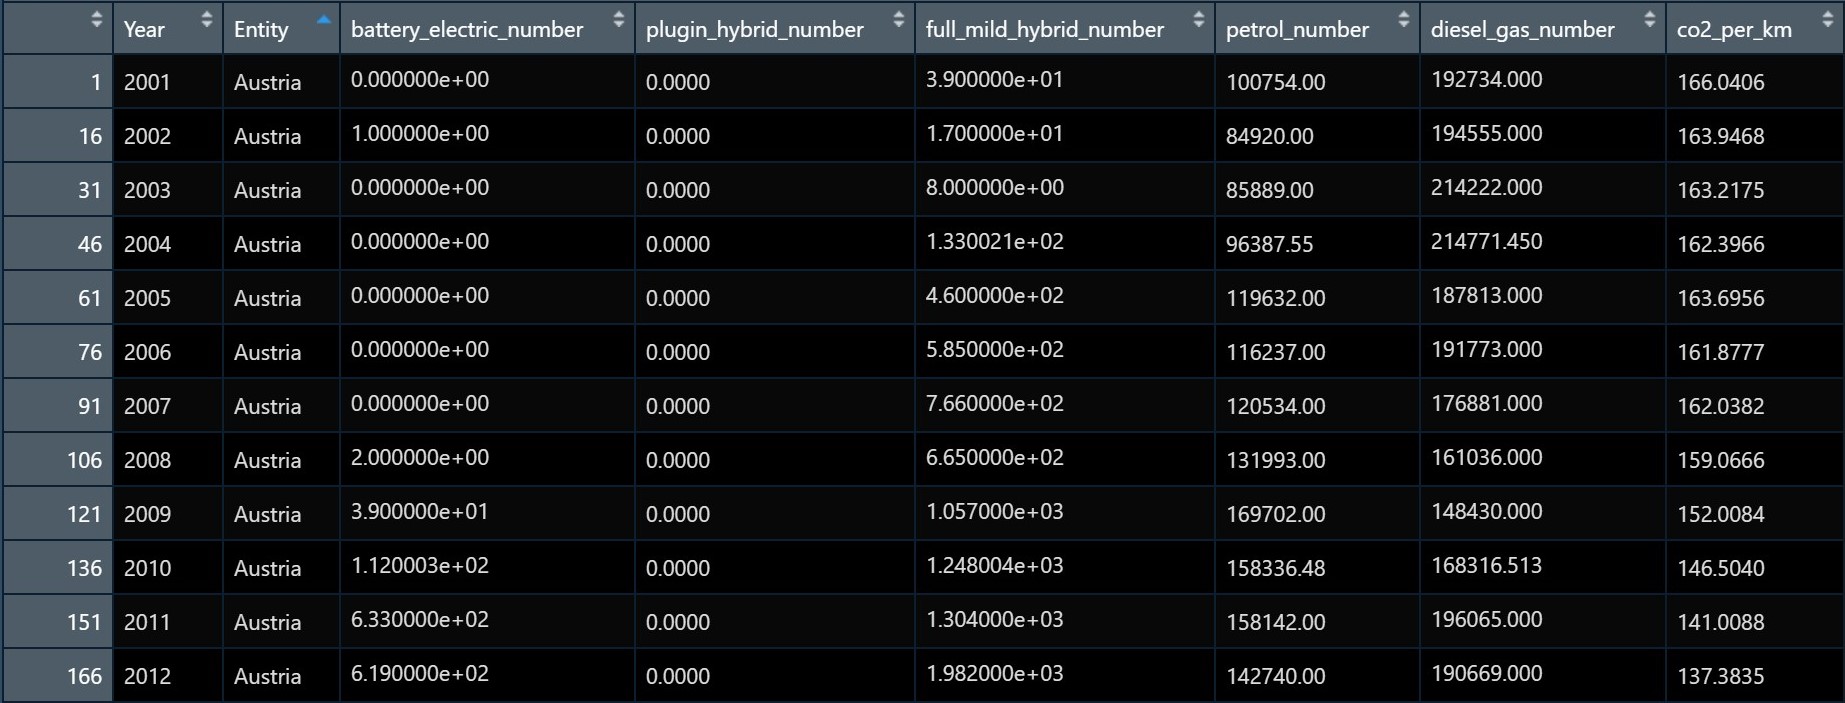 Year Entity battery_electric_number plugin_hybrid_number full_mild_hybrid_number petrol_number diesel_gas_number co2_per_km
1 2001 Austria 0.000000e+00 0.0000 3.900000e+01 100754.00 192734.000 166.0406
16 2002 Austria 1.000000e+00 0.0000 1.700000e+01 84920.00 194555.000 163.9468
31 2003 Austria 0.000000e+00 0.0000 8.000000e+00 85889.00 214222.000 163.2175
46 2004 Austria 0.000000e+00 0.0000 1.330021e+02 96387.55 214771.450 162.3966
61 2005 Austria 0.000000e+00 0.0000 4.600000e+02 119632.00 187813.000 163.6956
76 2006 Austria 0.000000e+00 0.0000 5.850000e+02 116237.00 191773.000 161.8777
91 2007 Austria 0.000000e+00 0.0000 7.660000e+02 120534.00 176881.000 162.0382
106 2008 Austria 2.000000e+00 0.0000 6.650000e+02 131993.00 161036.000 159.0666
121 2009 Austria 3.900000e+01 0.0000 1.057000e+03 169702.00 148430.000 152.0084
136 2010 Austria 1.120003e+02 0.0000 1.248004e+03 158336.48 168316.513 146.5040
151 2011 Austria 6.330000e+02 0.0000 1.304000e+03 158142.00 196065.000 141.0088
166 2012 Austria 6.190000e+02 0.0000 1.982000e+03 142740.00 190669.000 137.3835